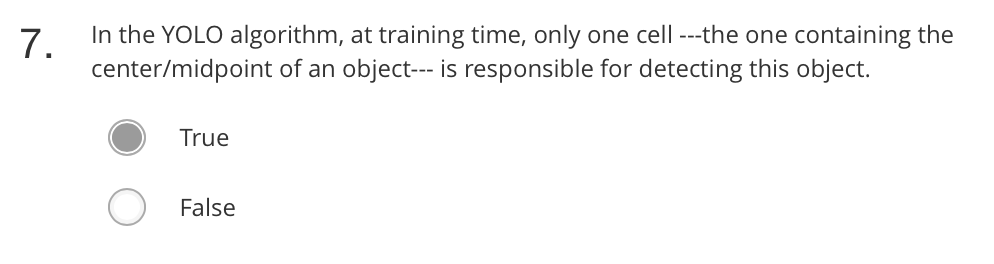 7. In the YOLO algorithm, at training time, only one cell ---the one containing the
center/midpoint of an object--- is responsible for detecting this object.
True
False